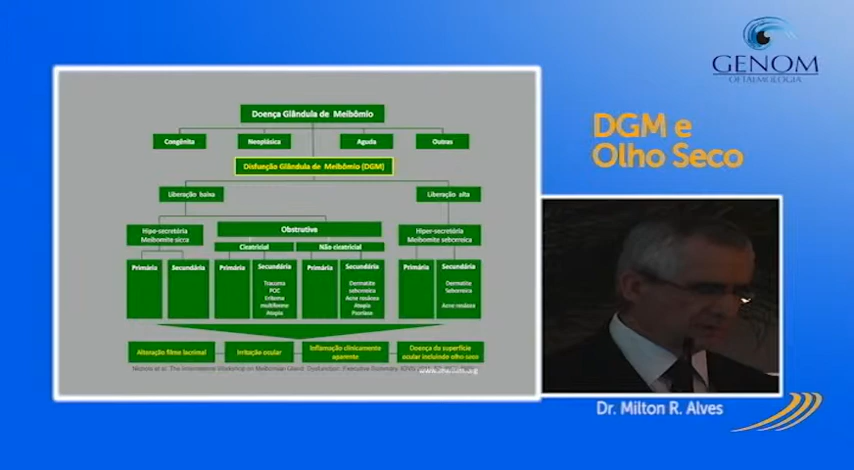 GENOM
OFTALMOLOGIA
DGM e
Olho Seco
Doença Glândula de Meibômio
Congênita
Neoplásica
Aguda
Outras
Disfunção Glândula de Meibômio (DGM)
Liberação baixa
Liberação alta
Hipo-secretória
Meibomite sicca
Obstrutiva
Hiper-secretória
Meibomite seborreica
Cicatricial
Não cicatricial
Primária
Secundária
Primária
Secundária
Tracoma
POC
Eritema
multiforme
Atopia
Primária
Secundária
Dermatite
seborreica
Acne rosácea
Atopia
Psoríase
Primária
Secundária
Dermatite
Seborreica
Acne rosácea
Alteração filme lacrimal
Irritação ocular
Inflamação clinicamente
aparente
Doença da superfície
ocular incluindo olho seco
Nichols et al. The International Workshop on Meibomian Gland Dysfunction: Executive Summary. IOVS
Dr. Milton R. Alves